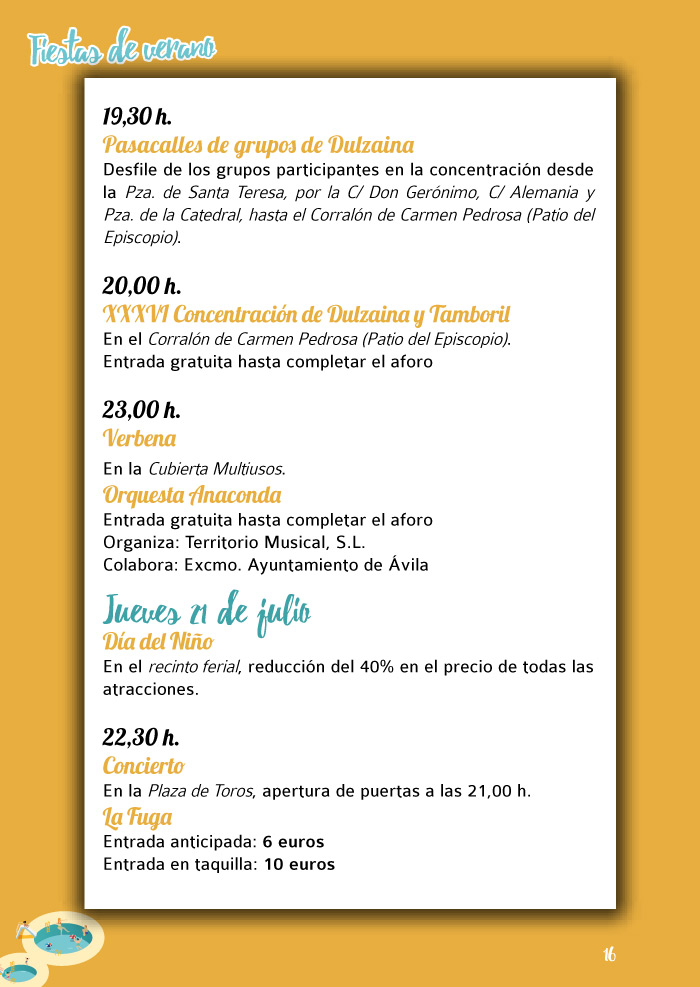 Fiestas de verano
19,30 h.
Pasacalles de grupos de Dulzaina
Desfile de los grupos participantes en la concentración desde
la Pza. de Santa Teresa, por la C/ Don Gerónimo, C/ Alemania y
Pza. de la Catedral, hasta el Corralón de Carmen Pedrosa (Patio del
Episcopio).
20,00 h.
XXXVI Concentración de Dulzaina y Tamboril
En el Corralón de Carmen Pedrosa (Patio del Episcopio).
Entrada gratuita hasta completar el aforo
23,00 h.
Verbena
En la Cubierta Multiusos.
Orquesta Anaconda
Entrada gratuita hasta completar el aforo
Organiza: Territorio Musical, S.L.
Colabora: Excmo. Ayuntamiento de Ávila
Jueves 21 de julio
Día del Niño
En el recinto ferial, reducción del 40% en el precio de todas las
atracciones.
22,30 h.
Concierto
En la Plaza de Toros, apertura de puertas a las 21,00 h.
La Fuga
Entrada anticipada: 6 euros
Entrada en taquilla: 10 euros
16